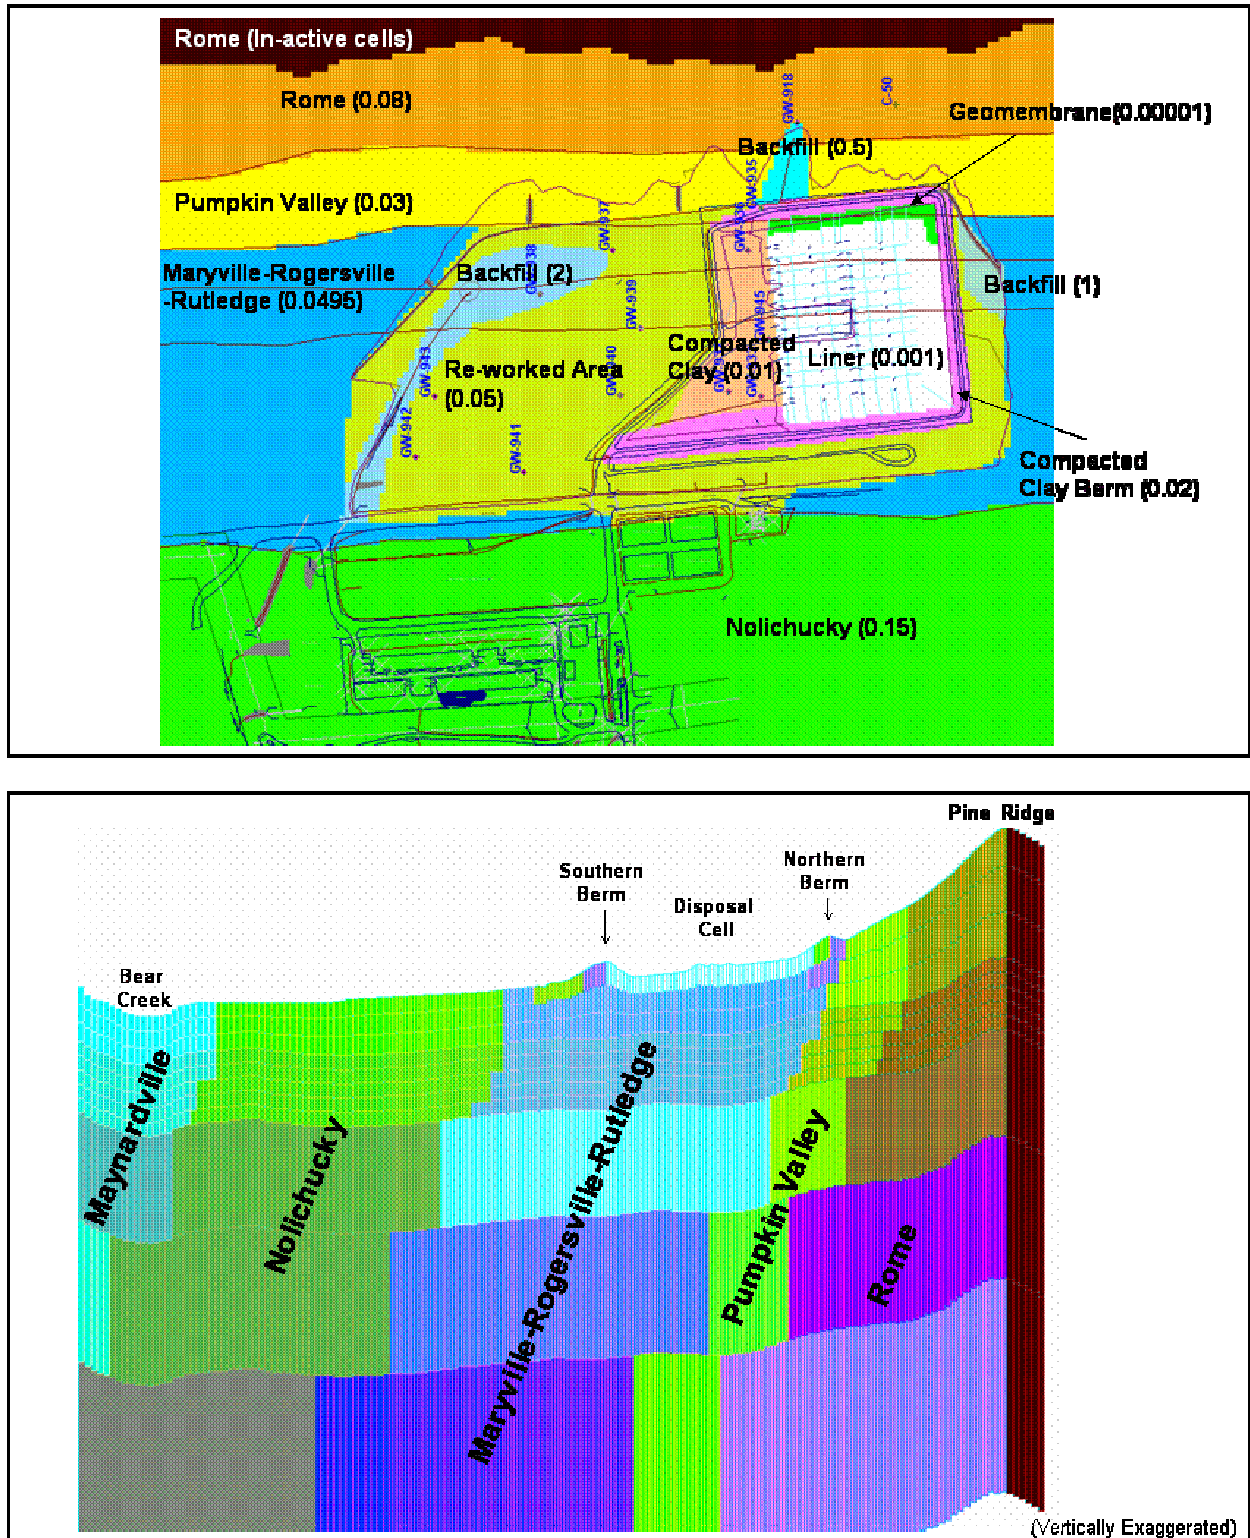 Rome (In-active cells)
Rome (0.08)
GW-918
C-50
Geomembrane(0.00001)
Backfill (0.5)
GW-935
Pumpkin Valley (0.03)
GW-937
GW-936
Maryville-Rogersville
-Rutledge (0.0495)
Backfill (2)
GW-938
GW-939
Backfill (1)
GW-945
Compacted
Clay (0.01)
Liner (0.001)
GW-943
Re-worked Area
(0.05)
GW-940
GW-942
GW-941
Compacted
Clay Berm (0.02)
Nolichucky (0.15)
Pine Ridge
Southern
Berm
Northern
Berm
Disposal
Cell
Bear
Creek
Maynardville
Nolichucky
Maryville-Rogersville-Rutledge
Pumpkin Valley
Rome
(Vertically Exaggerated)